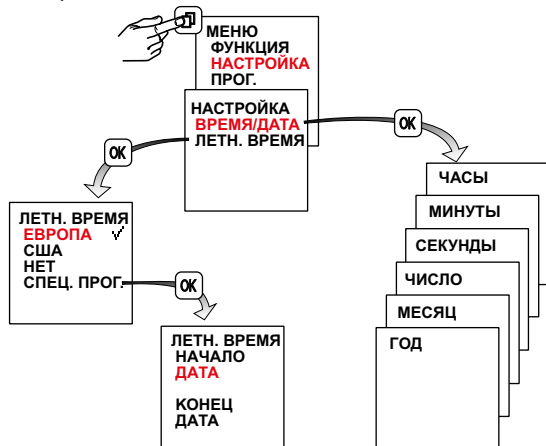 МЕНЮ
ФУНКЦИЯ
НАСТРОЙКА
ПРОГ.
НАСТРОЙКА
ВРЕМЯ/ДАТА
ЛЕТН. ВРЕМЯ
OK
OK
ЛЕТН. ВРЕМЯ
ЕВРОПА
США
НЕТ
СПЕЦ. ПРОГ.
OK
ЛЕТН. ВРЕМЯ
НАЧАЛО
ДАТА
КОНЕЦ
ДАТА
ЧАСЫ
МИНУТЫ
СЕКУНДЫ
ЧИСЛО
МЕСЯЦ
ГОД